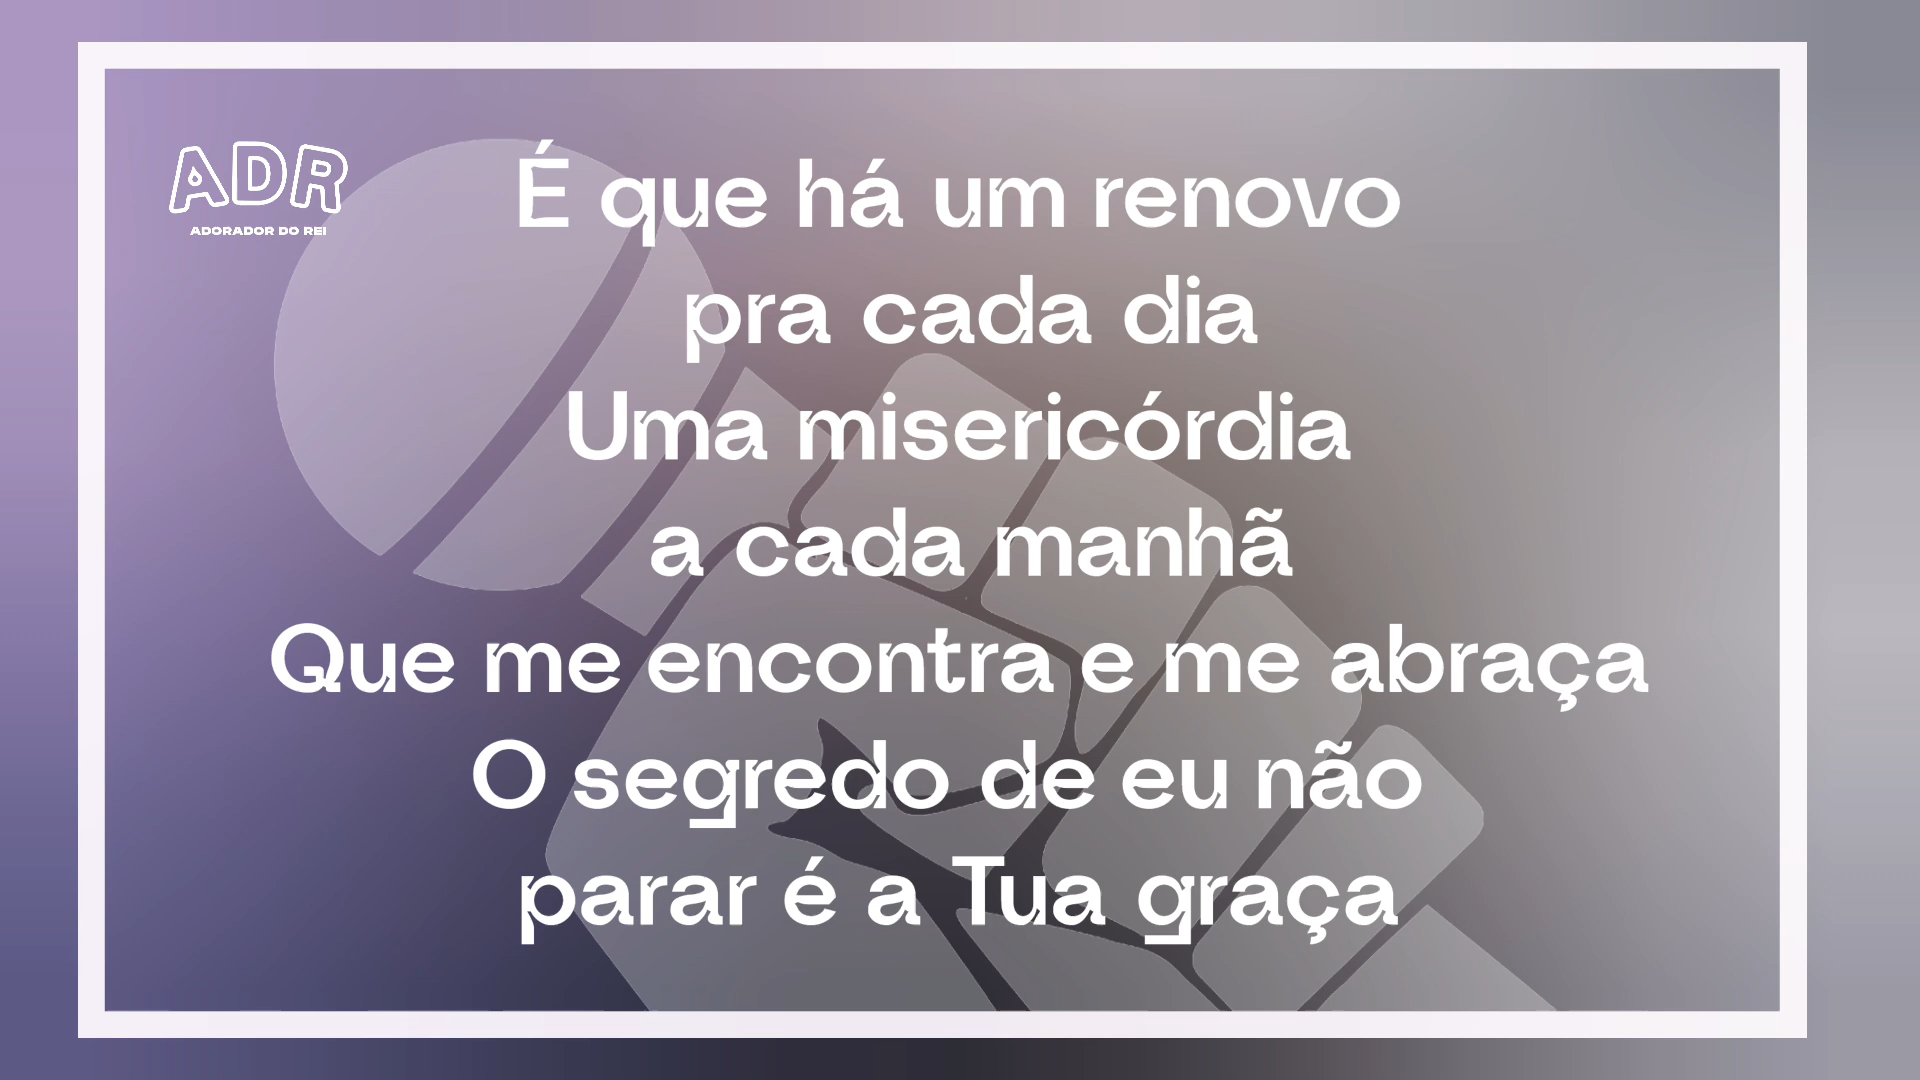 ADR
ADORADOR DO REI
É que há um renovo
pra cada dia
Uma misericórdia
a cada manhã
Que me encontra e me abraça
O segredo de eu não
parar é a Tua graça